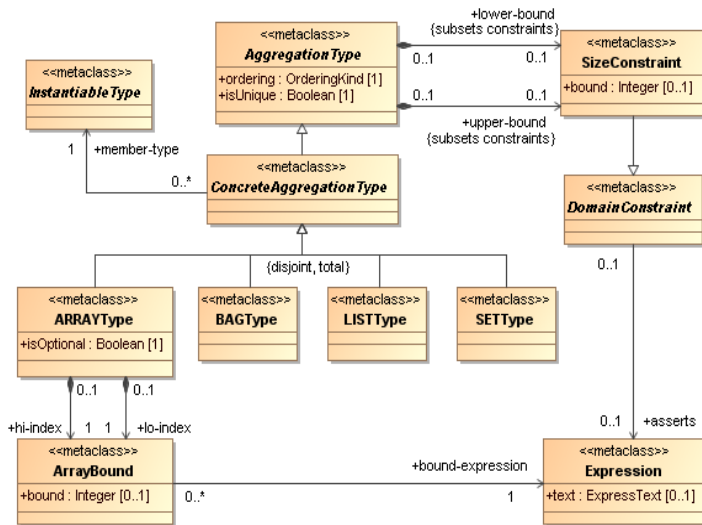 <<metaclass>>
AggregationType
+ordering : OrderingKind [1]
+isUnique : Boolean [1]
+lower-bound
{subsets constraints}
0..1
0..1
0..1
0..1
+upper-bound
{subsets constraints}
<<metaclass>>
SizeConstraint
+bound : Integer [0..1]
<<metaclass>>
InstantiableType
1
+member-type
0..*
<<metaclass>>
ConcreteAggregationType
<<metaclass>>
DomainConstraint
0..1
{disjoint, total}
<<metaclass>>
ARRAYType
+isOptional : Boolean [1]
<<metaclass>>
BAGType
<<metaclass>>
LISTType
<<metaclass>>
SETType
0..1
0..1
+hi-index
1
1
+lo-index
0..1
+asserts
<<metaclass>>
ArrayBound
+bound : Integer [0..1]
0..*
+bound-expression
1
<<metaclass>>
Expression
+text : ExpressText [0..1]